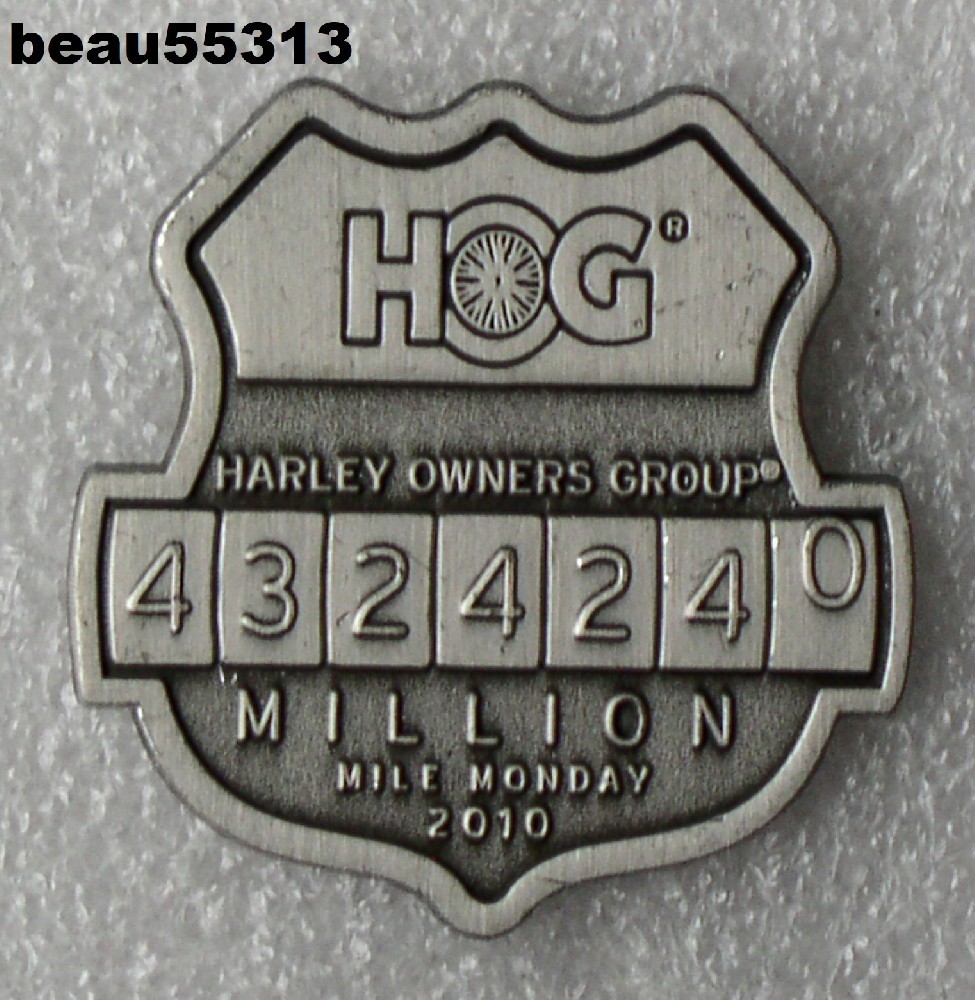 beau55313
HOG®
HARLEY OWNERS GROUP®
4324240
MILLION
MILE MONDAY
2010